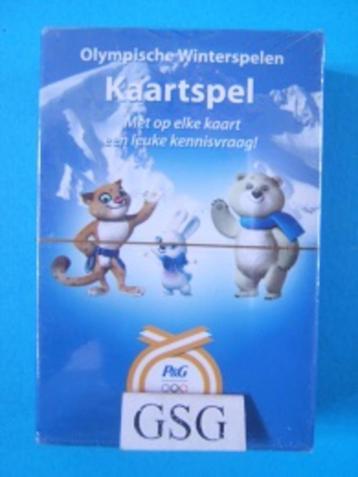 Olympische Winterspelen
Kaartspel
Met op elke kaart
een leuke kennisvraag!
P&G
GSG